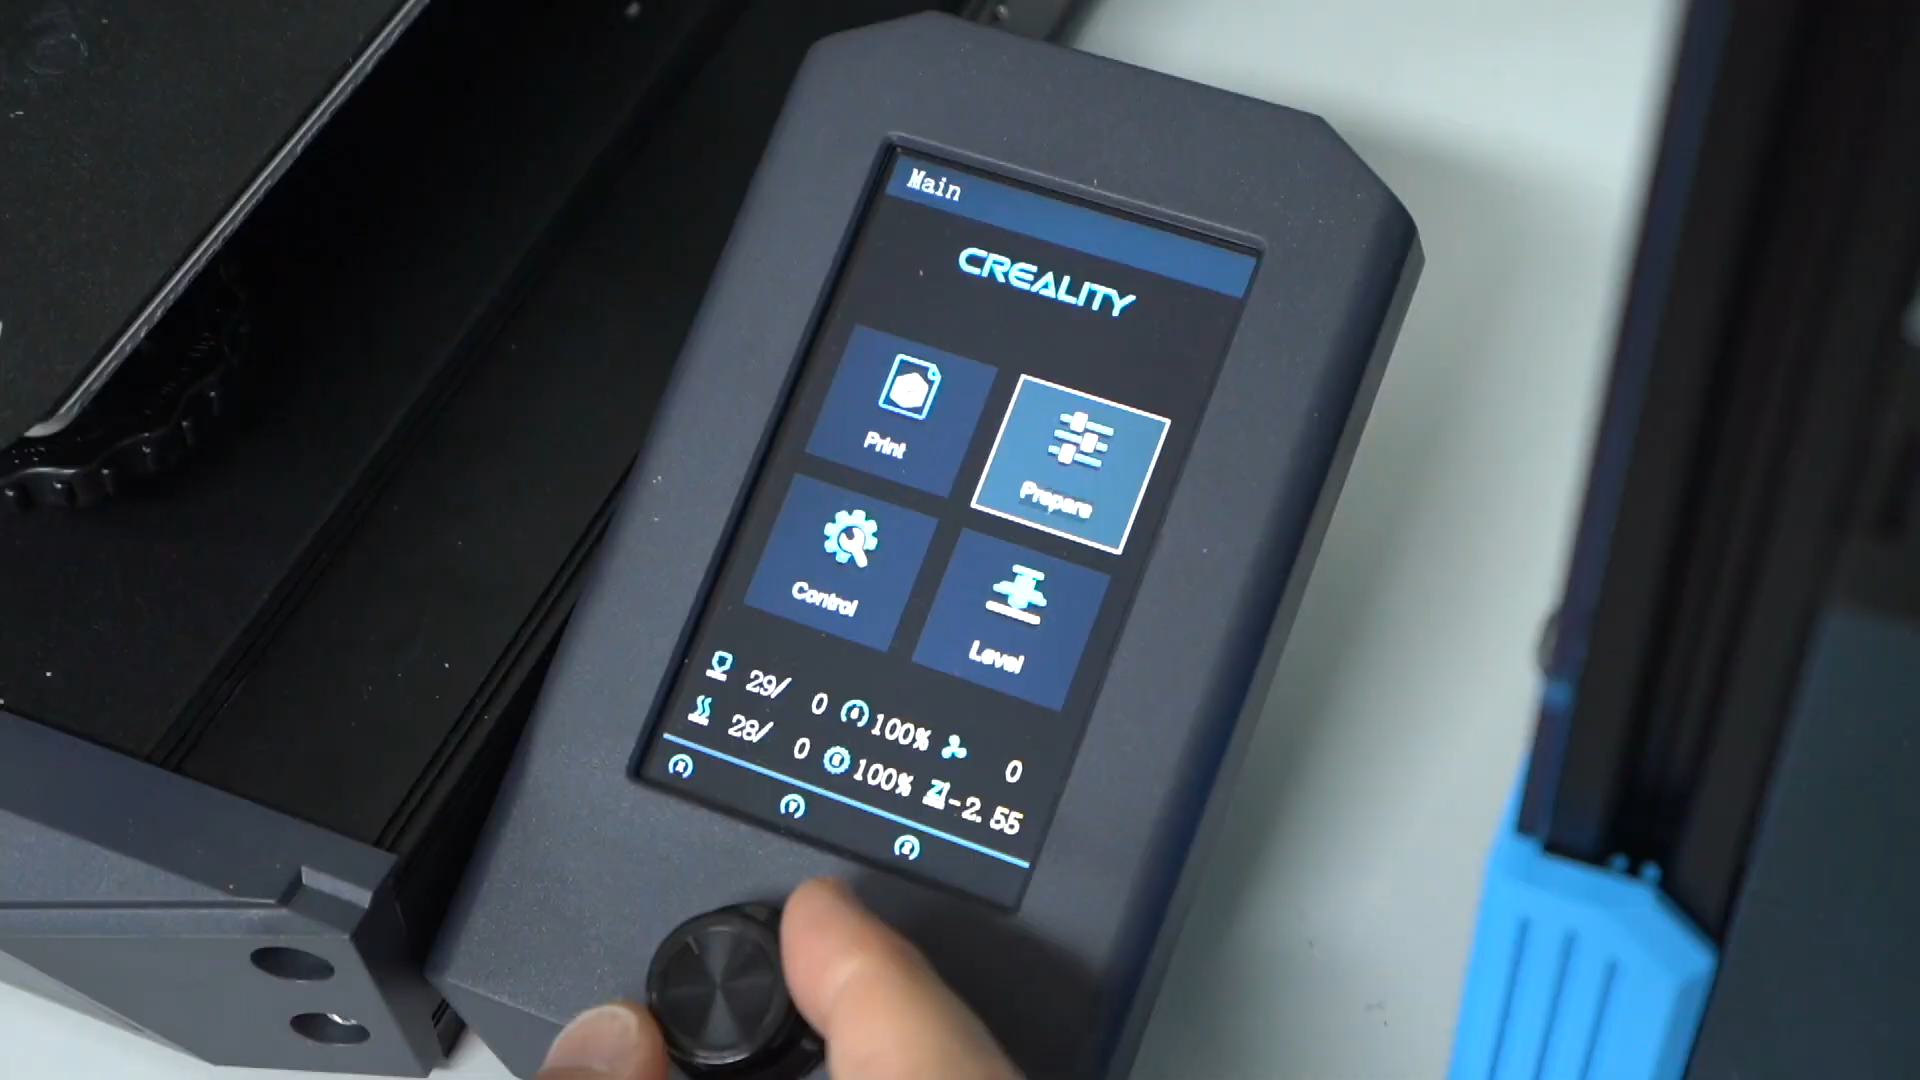 Main
CREALITY
Print
Prepare
Control
Level
29/ 0 100% 0
28/ 0 100% -2.55
X
Y
Z